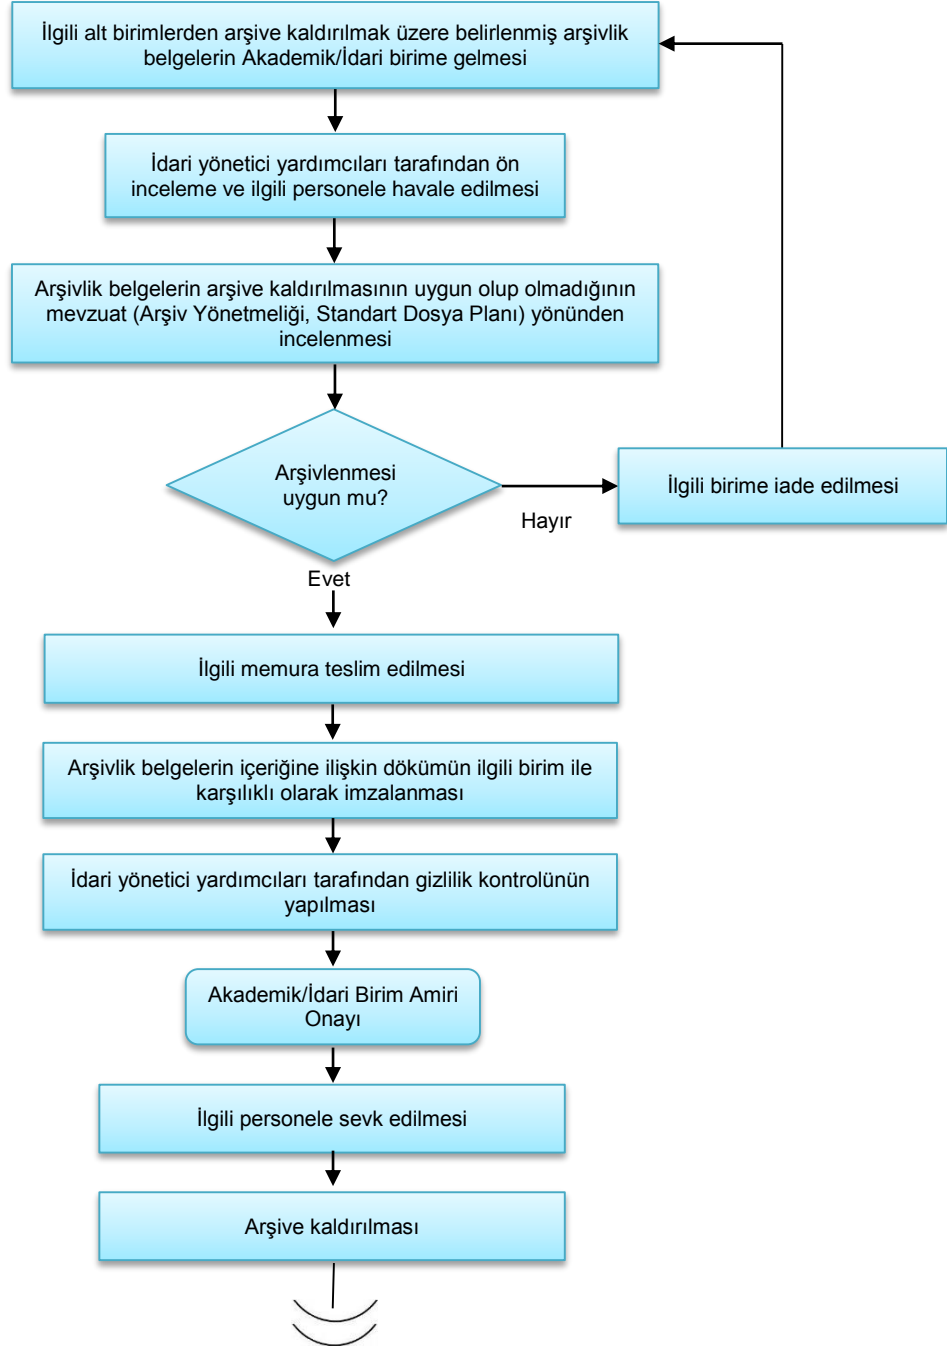 İlgili alt birimlerden arşive kaldırılmak üzere belirlenmiş arşivlik
belgelerin Akademik/İdari birime gelmesi
İdari yönetici yardımcıları tarafından ön
inceleme ve ilgili personele havale edilmesi
Arşivlik belgelerin arşive kaldırılmasının uygun olup olmadığının
mevzuat (Arşiv Yönetmeliği, Standart Dosya Planı) yönünden
incelenmesi
Arşivlenmesi
uygun mu?
Hayır
İlgili birime iade edilmesi
Evet
İlgili memura teslim edilmesi
Arşivlik belgelerin içeriğine ilişkin dökümün ilgili birim ile
karşılıklı olarak imzalanması
İdari yönetici yardımcıları tarafından gizlilik kontrolünün
yapılması
Akademik/İdari Birim Amiri
Onayı
İlgili personele sevk edilmesi
Arşive kaldırılması